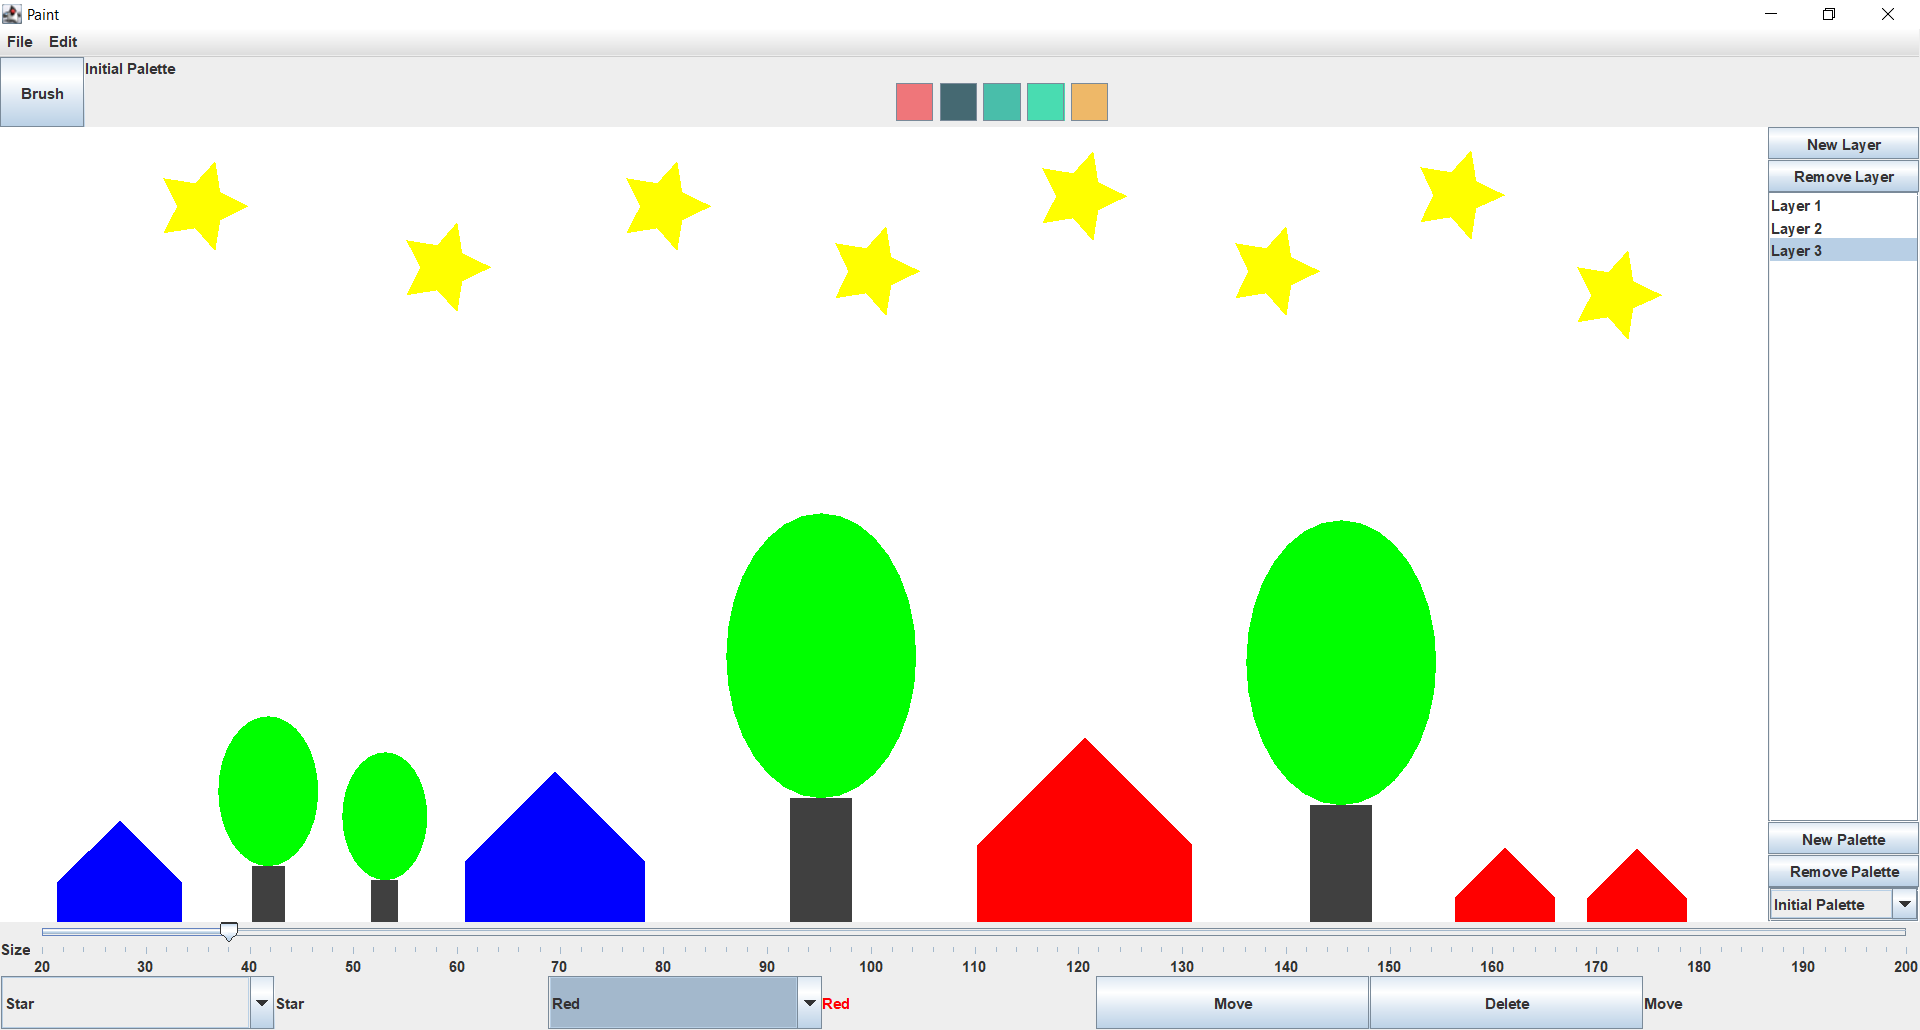 Paint
File Edit
Brush
Initial Palette
New Layer
Remove Layer
Layer 1
Layer 2
Layer 3
New Palette
Remove Palette
Initial Palette
Size
20 30 40 50 60 70 80 90 100 110 120 130 140 150 160 170 180 190 200
Star Star Red Red Move Delete Move